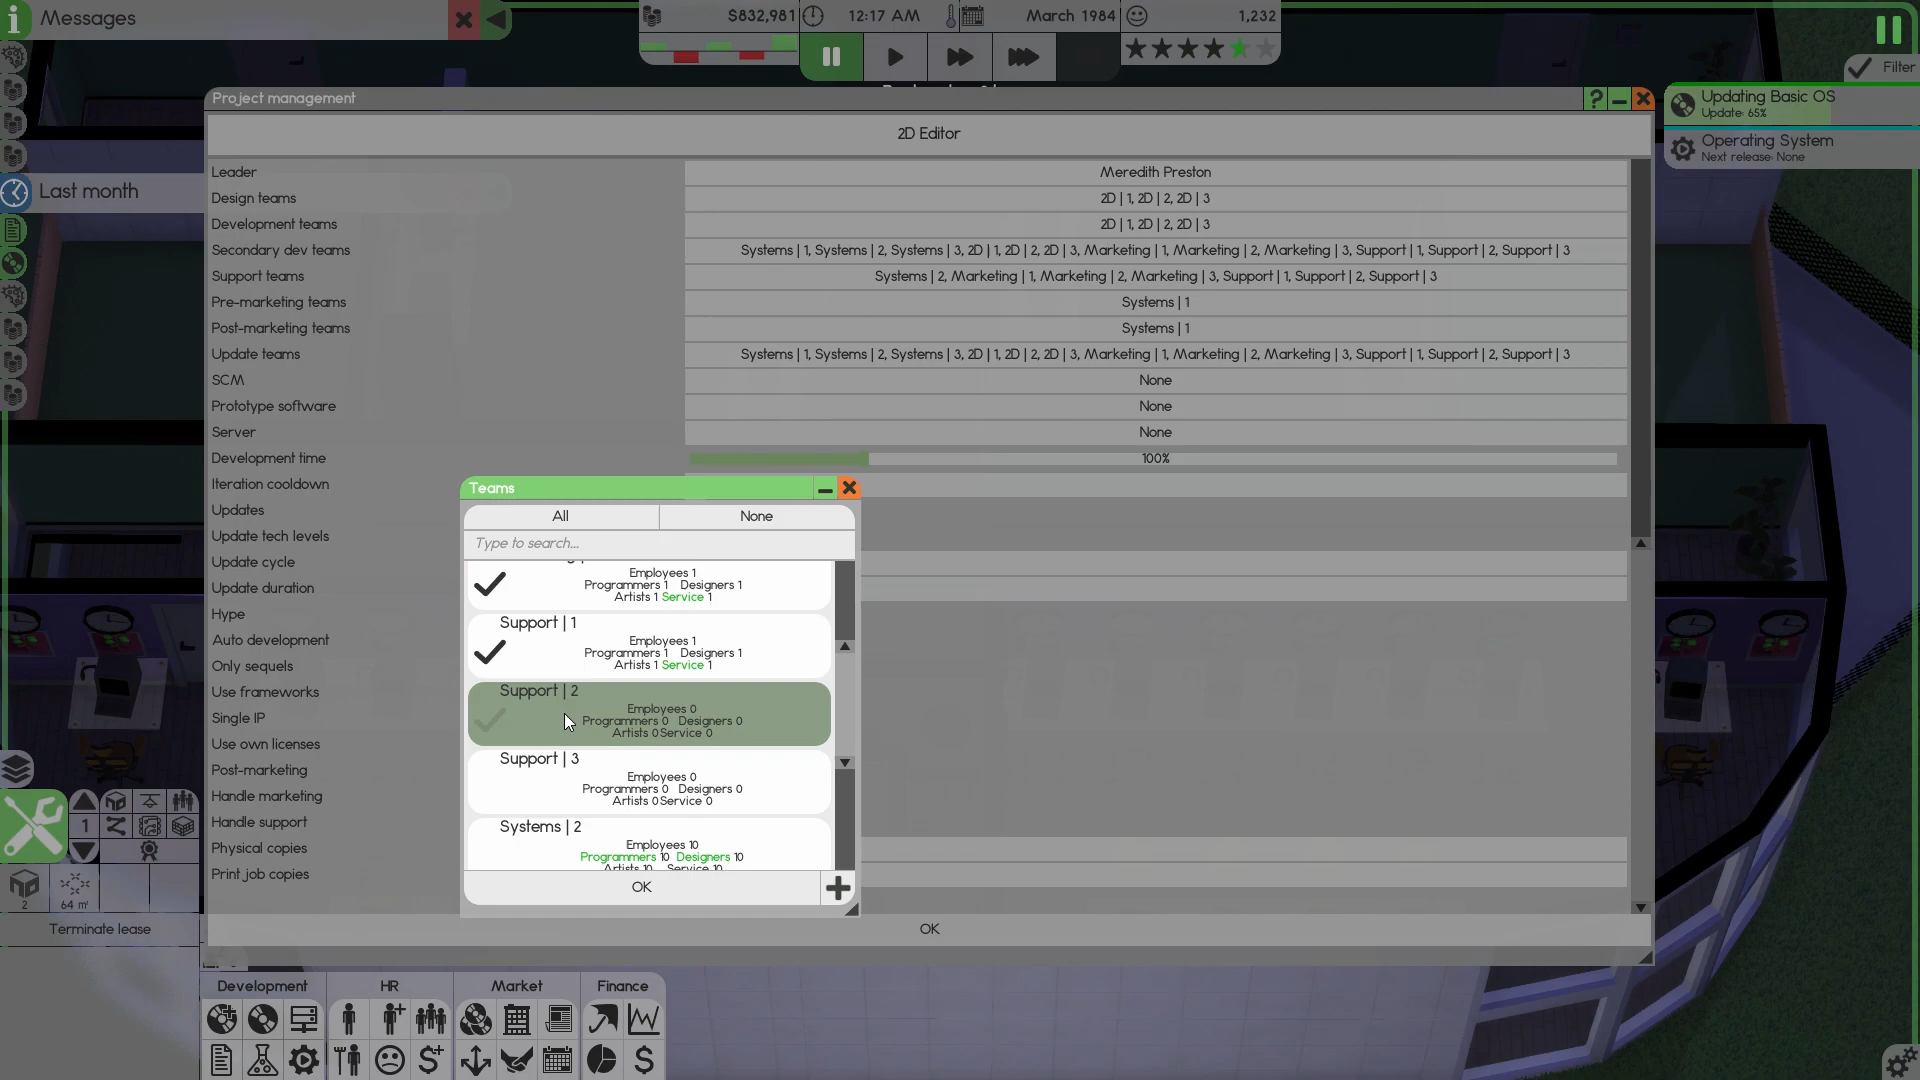 Messages
$832,981
12:17 AM
March 1984
1,232
Filter
Project management
?
Updating Basic OS
Update: 65%
2D Editor
Operating System
Next release: None
Last month
Leader
Meredith Preston
Design teams
2D | 1, 2D | 2, 2D | 3
Development teams
2D | 1, 2D | 2, 2D | 3
Secondary dev teams
Systems | 1, Systems | 2, Systems | 3, 2D | 1, 2D | 2, 2D | 3, Marketing | 1, Marketing | 2, Marketing | 3, Support | 1, Support | 2, Support | 3
Support teams
Systems | 2, Marketing | 1, Marketing | 2, Marketing | 3, Support | 1, Support | 2, Support | 3
Pre-marketing teams
Systems | 1
Post-marketing teams
Systems | 1
Update teams
Systems | 1, Systems | 2, Systems | 3, 2D | 1, 2D | 2, 2D | 3, Marketing | 1, Marketing | 2, Marketing | 3, Support | 1, Support | 2, Support | 3
SCM
None
Prototype software
None
Server
None
Development time
100%
Iteration cooldown
Updates
Update tech levels
Update cycle
Update duration
Hype
Auto development
Only sequels
Use frameworks
Single IP
Use own licenses
Post-marketing
Handle marketing
Handle support
Physical copies
Print job copies
Teams
All
None
Type to search...
Employees 1
Programmers 1 Designers 1
Artists 1 Service 1
Support | 1
Employees 1
Programmers 1 Designers 1
Artists 1 Service 1
Support | 2
Employees 0
Programmers 0 Designers 0
Artists 0 Service 0
Support | 3
Employees 0
Programmers 0 Designers 0
Artists 0 Service 0
Systems | 2
Employees 10
Programmers 10 Designers 10
Artists 10 Service 10
OK
OK
1
2
64 m²
Terminate lease
Development
HR
Market
Finance